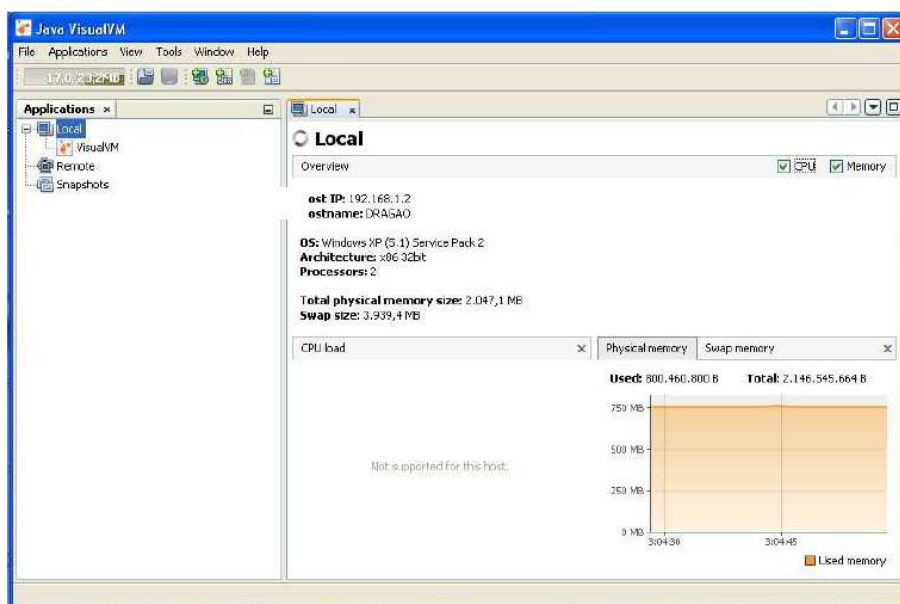 Java VisualVM
File Applications View Tools Window Help
17,0/23,2MB
Applications
Local
VisualVM
Remote
Snapshots
Local
Local
Overview
CPU Memory
ost IP: 192.168.1.2
ostname: DRAGAO
OS: Windows XP (5.1) Service Pack 2
Architecture: x86 32bit
Processors: 2
Total physical memory size: 2.047,1 MB
Swap size: 3.939,4 MB
CPU load
Not supported for this host.
Physical memory Swap memory
Used: 800.460.800 B Total: 2.146.545.664 B
750 MB
500 MB
250 MB
0 MB
3:04:30 3:04:45
Used memory